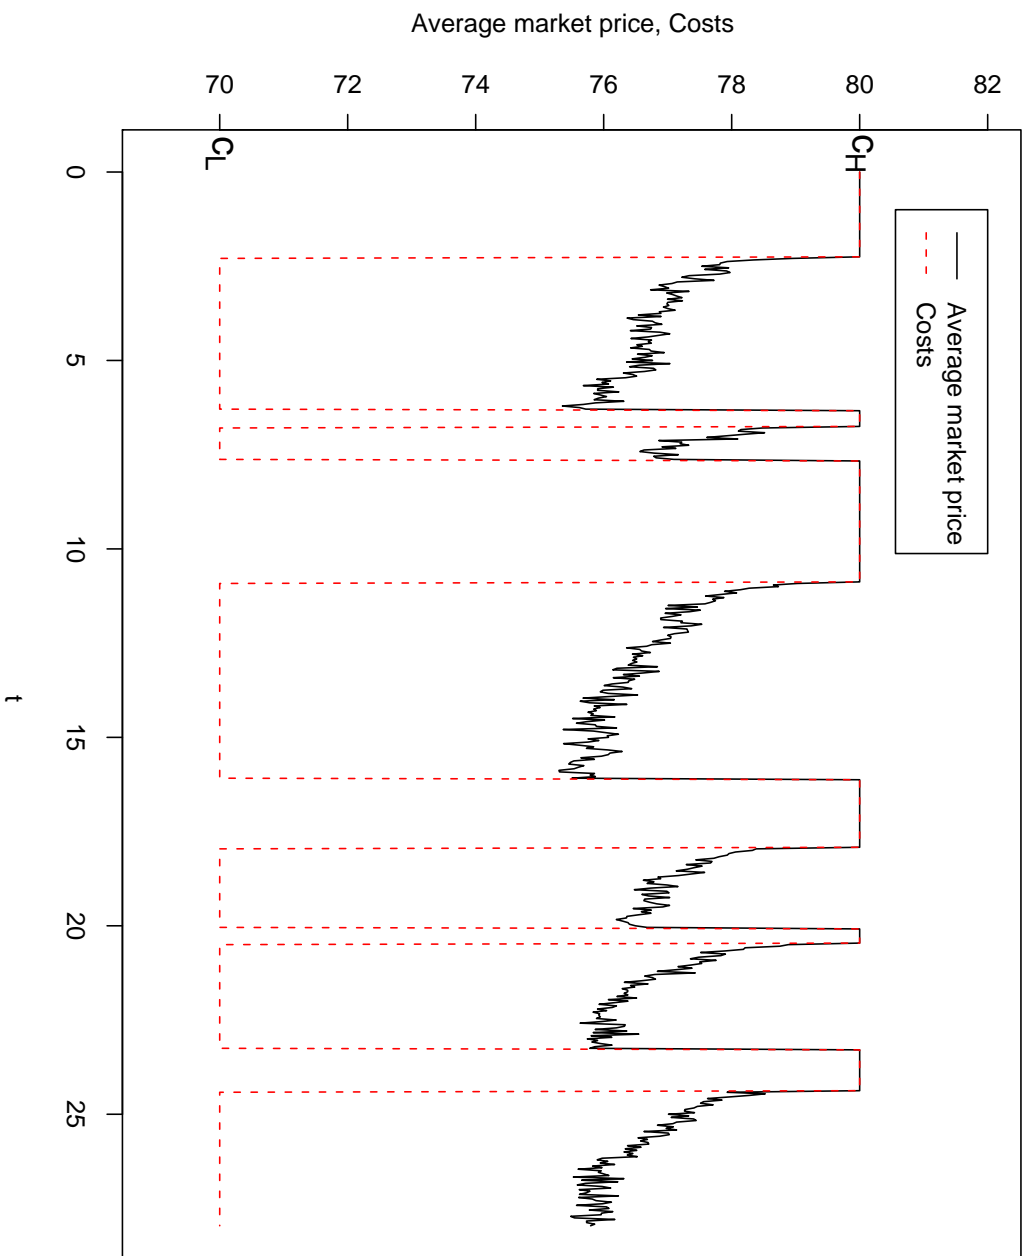 Average market price, Costs
70 72 74 76 78 80 82
C_L
C_H
Average market price
Costs
0 5 10 15 20 25
t